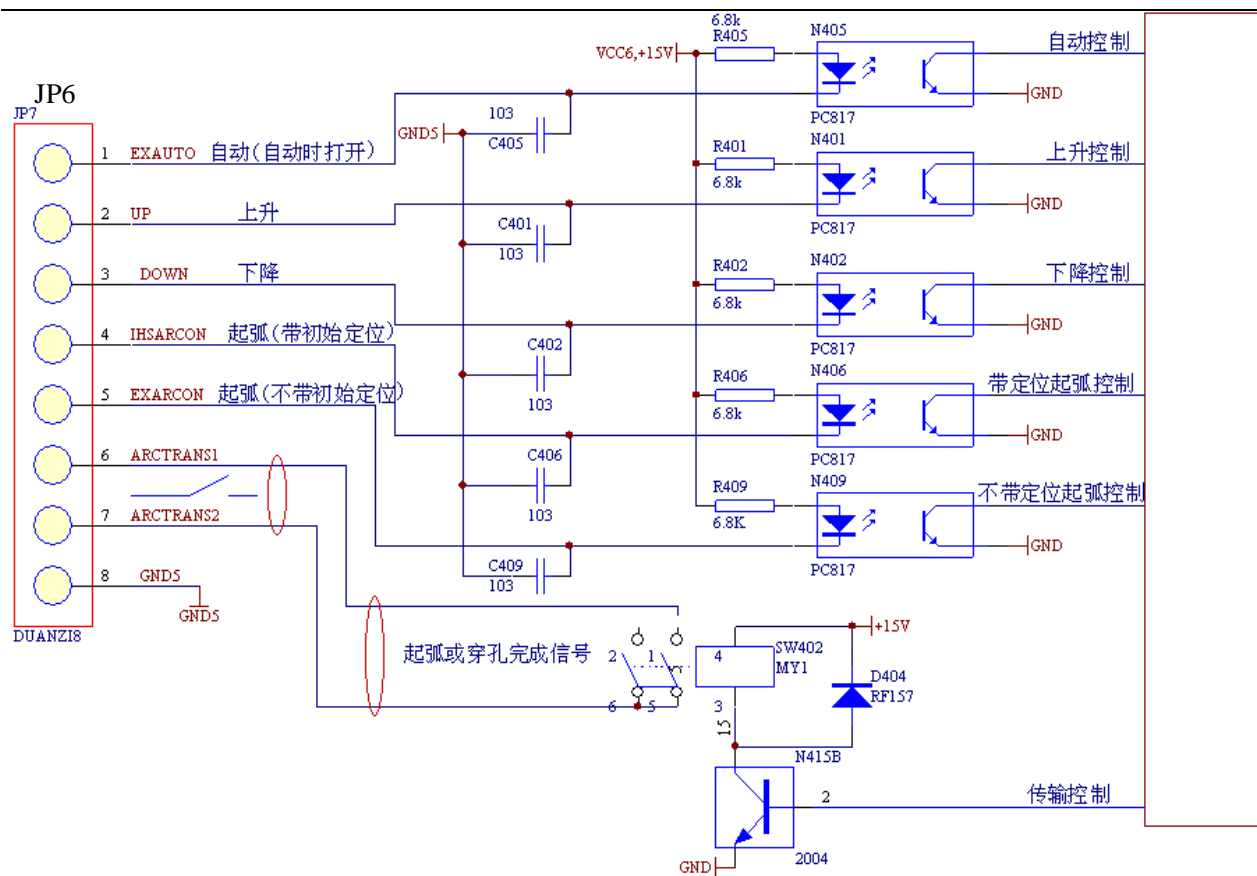 JP6
JP7
1 EXAUTO 自动(自动时打开)
2 UP 上升
3 DOWN 下降
4 IHSARCON 起弧(带初始定位)
5 EXARCON 起弧(不带初始定位)
6 ARCTRANS1
7 ARCTRANS2
8 GND5
GND5
DUANZI8
GND5
103
C405
C401
103
C402
103
C406
103
C409
103
VCC6,+15V
6.8k
R405
N405
PC817
自动控制
GND
R401
6.8k
N401
PC817
上升控制
GND
R402
6.8k
N402
PC817
下降控制
GND
R406
6.8k
N406
PC817
带定位起弧控制
GND
R409
6.8K
N409
PC817
不带定位起弧控制
GND
起弧或穿孔完成信号
2 1
6 5
4
3
SW402
MY1
+15V
D404
RF157
15
N415B
2
传输控制
2004
GND